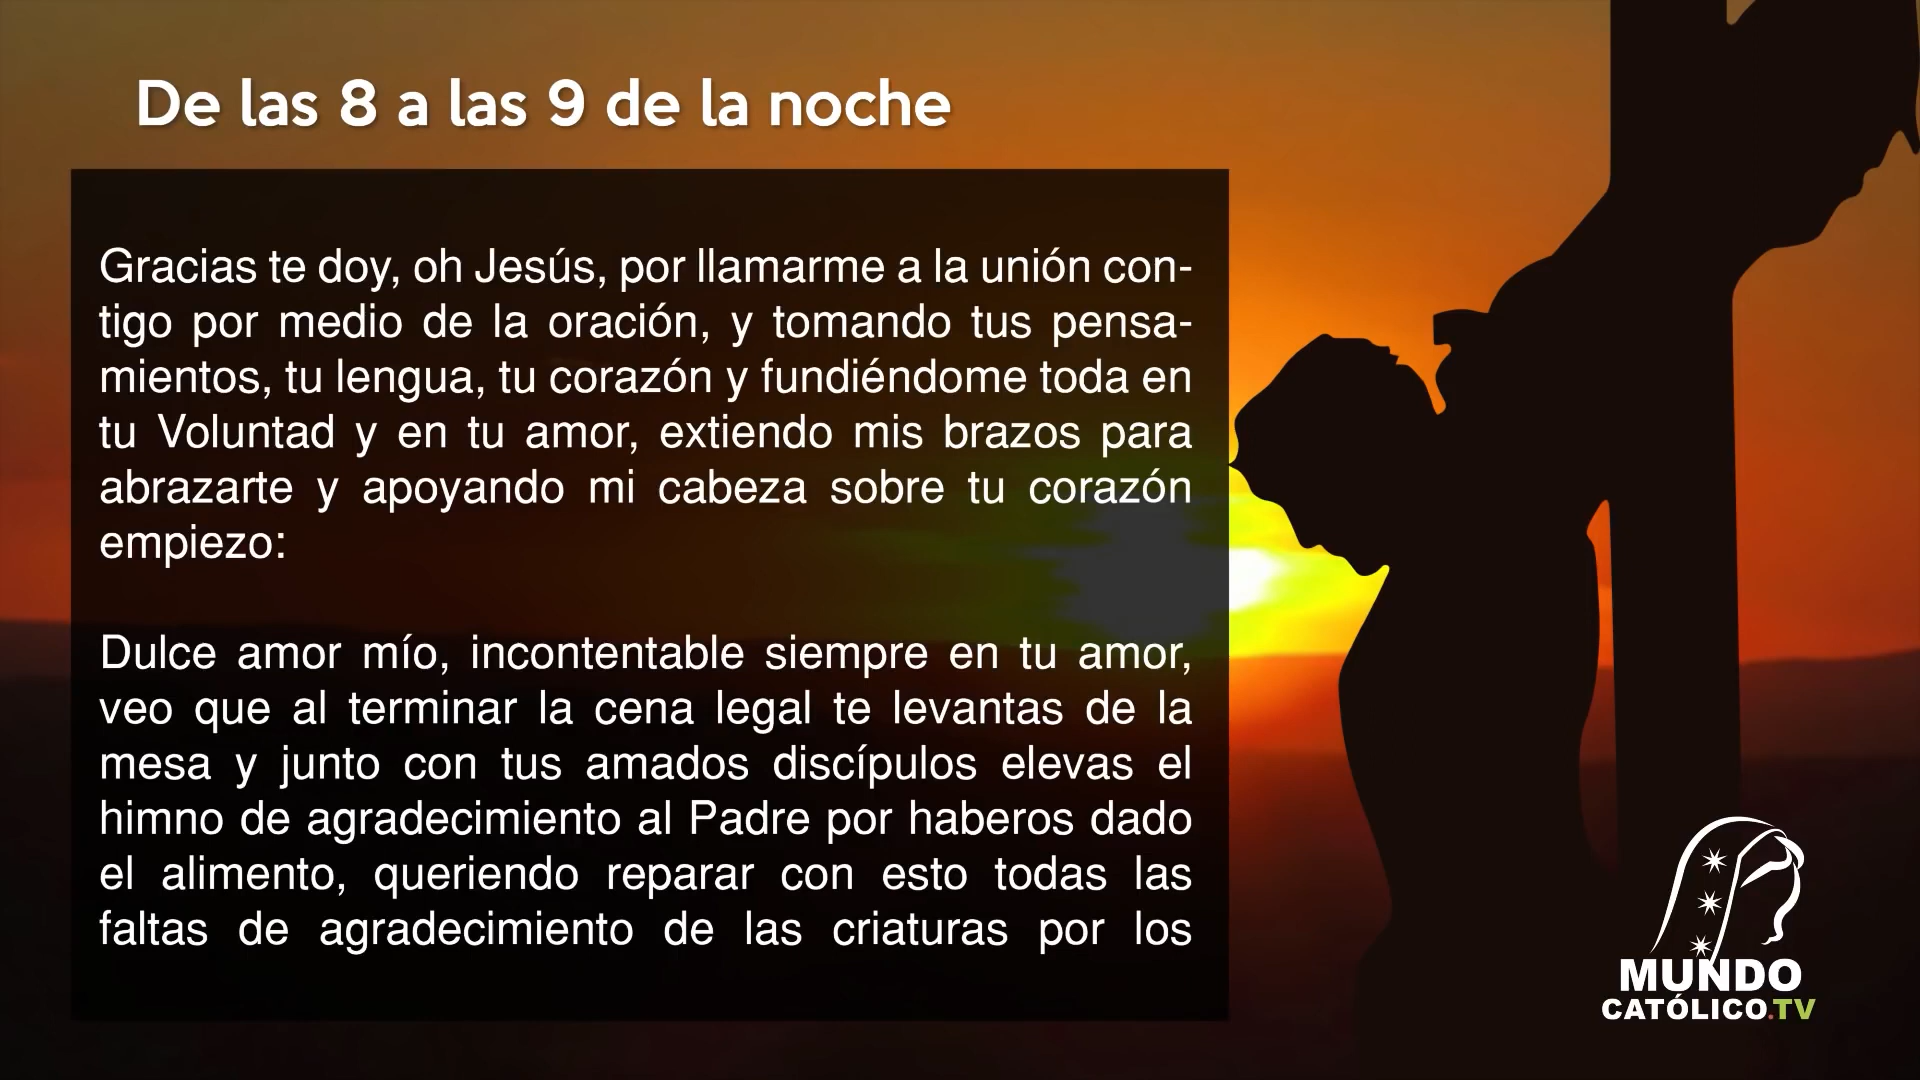 De las 8 a las 9 de la noche
Gracias te doy, oh Jesús, por llamarme a la unión con-
tigo por medio de la oración, y tomando tus pensa-
mientos, tu lengua, tu corazón y fundiéndome toda en
tu Voluntad y en tu amor, extiendo mis brazos para
abrazarte y apoyando mi cabeza sobre tu corazón
empiezo:
Dulce amor mío, incontentable siempre en tu amor,
veo que al terminar la cena legal te levantas de la
mesa y junto con tus amados discípulos elevas el
himno de agradecimiento al Padre por haberos dado
el alimento, queriendo reparar con esto todas las
faltas de agradecimiento de las criaturas por los
MUNDO
CATÓLICO.TV